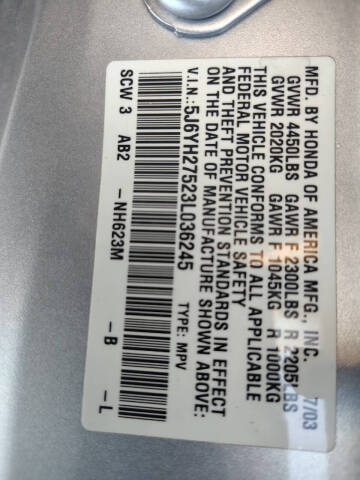 MFD. BY HONDA OF AMERICA MFG., INC. 7/03
GVWR 4450LBS GAWR F 2300LBS R 2205LBS
GVWR 2020KG GAWR F 1045KG R 1000KG
THIS VEHICLE CONFORMS TO ALL APPLICABLE
FEDERAL MOTOR VEHICLE SAFETY
AND THEFT PREVENTION STANDARDS IN EFFECT
ON THE DATE OF MANUFACTURE SHOWN ABOVE:
V.I.N.: 5J6YH27523L036245 TYPE: MPV
SCW 3 AB2 -NH623M -B -L